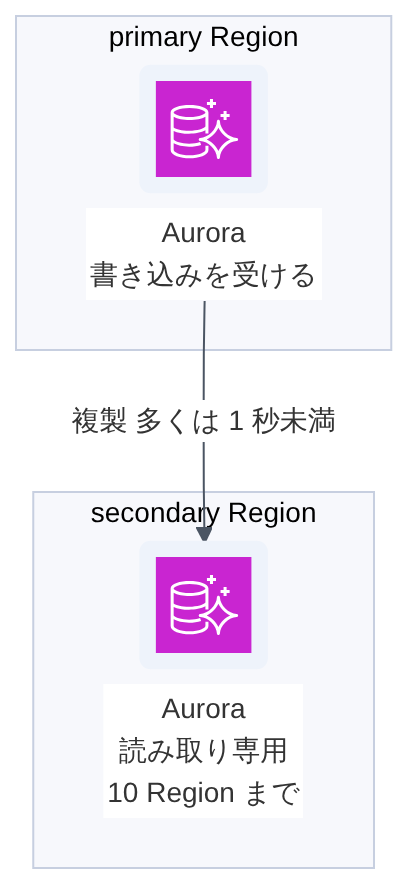 primary Region
Aurora
書き込みを受ける
複製 多くは 1 秒未満
secondary Region
Aurora
読み取り専用
10 Region まで